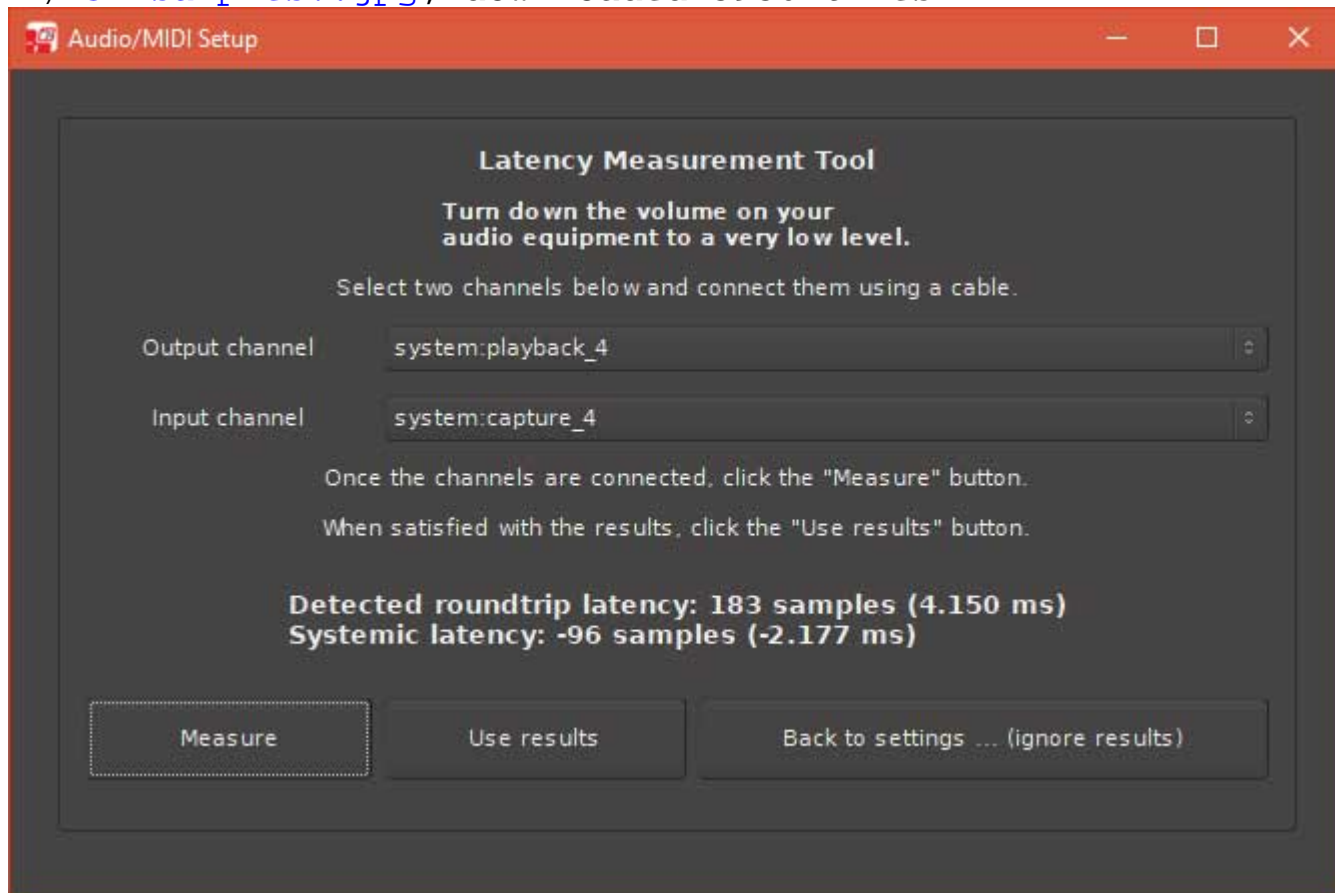 Audio/MIDI Setup
Latency Measurement Tool
Turn down the volume on your
audio equipment to a very low level.
Select two channels below and connect them using a cable.
Output channel system:playback_4
Input channel system:capture_4
Once the channels are connected, click the "Measure" button.
When satisfied with the results, click the "Use results" button.
Detected roundtrip latency: 183 samples (4.150 ms)
Systemic latency: -96 samples (-2.177 ms)
Measure Use results Back to settings ... (ignore results)